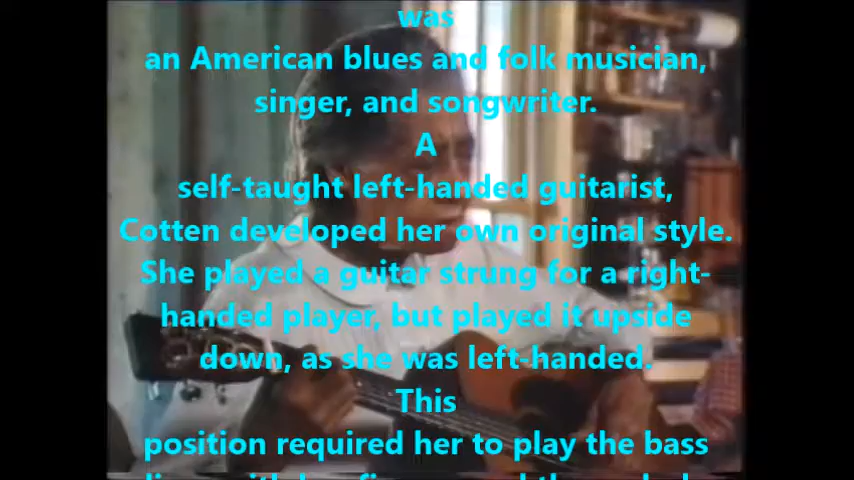 was
an American blues and folk musician,
singer, and songwriter.
A
self-taught left-handed guitarist,
Cotten developed her own original style.
She played a guitar strung for a right-
handed player, but played it upside
down, as she was left-handed.
This
position required her to play the bass